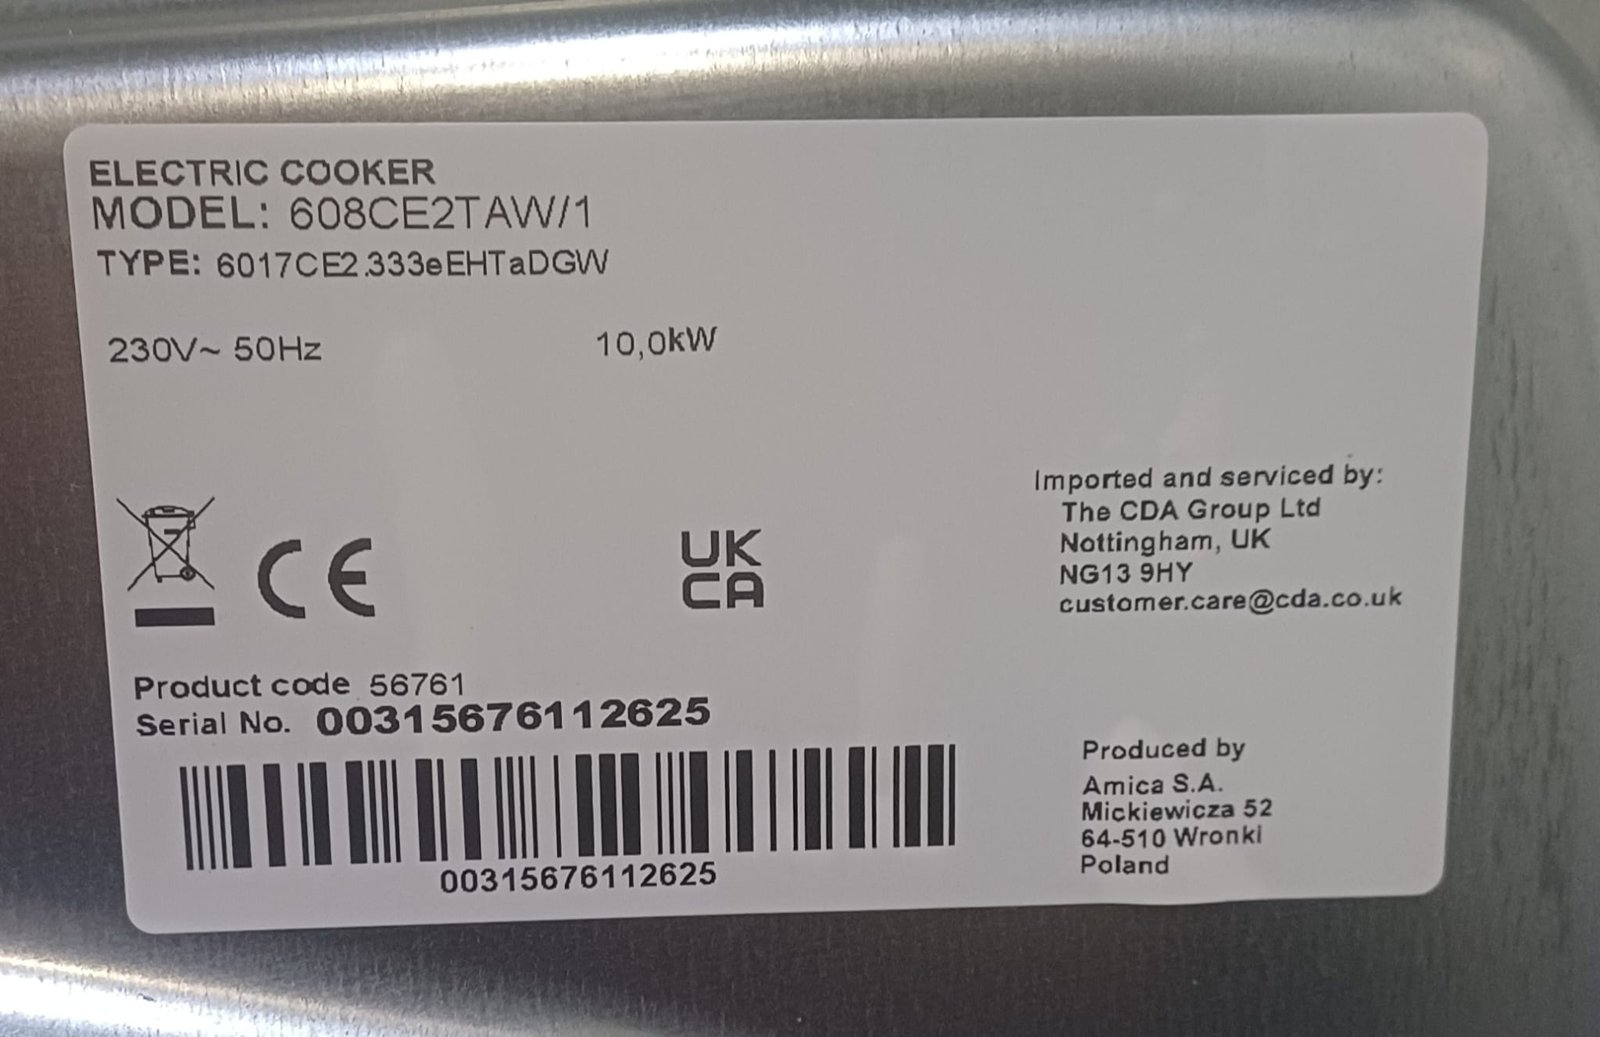 ELECTRIC COOKER
MODEL: 608CE2TAW/1
TYPE: 6017CE2.333eEHTaDGW
230V~ 50Hz
10,0kW
CE
UK
CA
Imported and serviced by:
The CDA Group Ltd
Nottingham, UK
NG13 9HY
customer.care@cda.co.uk
Product code 56761
Serial No. 00315676112625
00315676112625
Produced by
Amica S.A.
Mickiewicza 52
64-510 Wronki
Poland